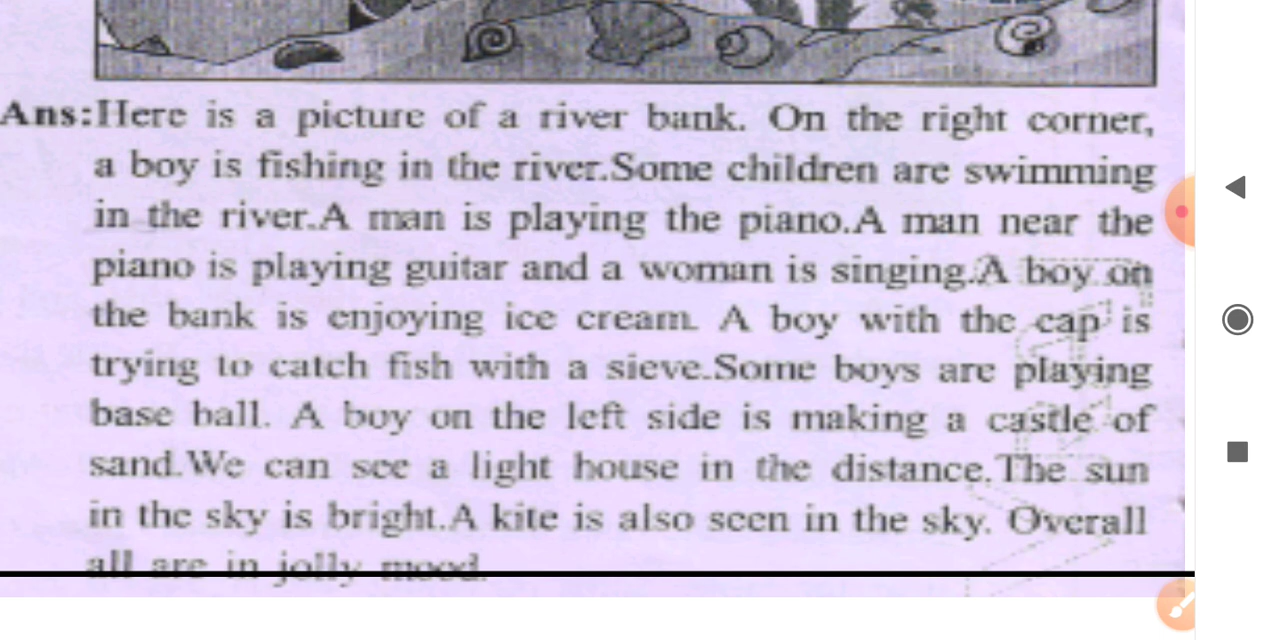 Ans:Here is a picture of a river bank. On the right corner,
a boy is fishing in the river.Some children are swimming
in the river.A man is playing the piano.A man near the
piano is playing guitar and a woman is singing.A boy on
the bank is enjoying ice cream. A boy with the cap is
trying to catch fish with a sieve.Some boys are playing
base ball. A boy on the left side is making a castle of
sand.We can see a light house in the distance.The sun
in the sky is bright.A kite is also seen in the sky. Overall
all are in jolly mood.